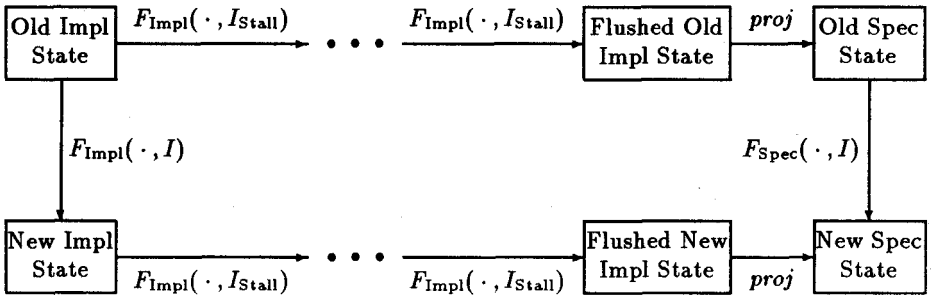 Old Impl State
F_Impl(·, I_Stall)
• • •
F_Impl(·, I_Stall)
Flushed Old Impl State
proj
Old Spec State
F_Impl(·, I)
F_Spec(·, I)
New Impl State
F_Impl(·, I_Stall)
• • •
F_Impl(·, I_Stall)
Flushed New Impl State
proj
New Spec State